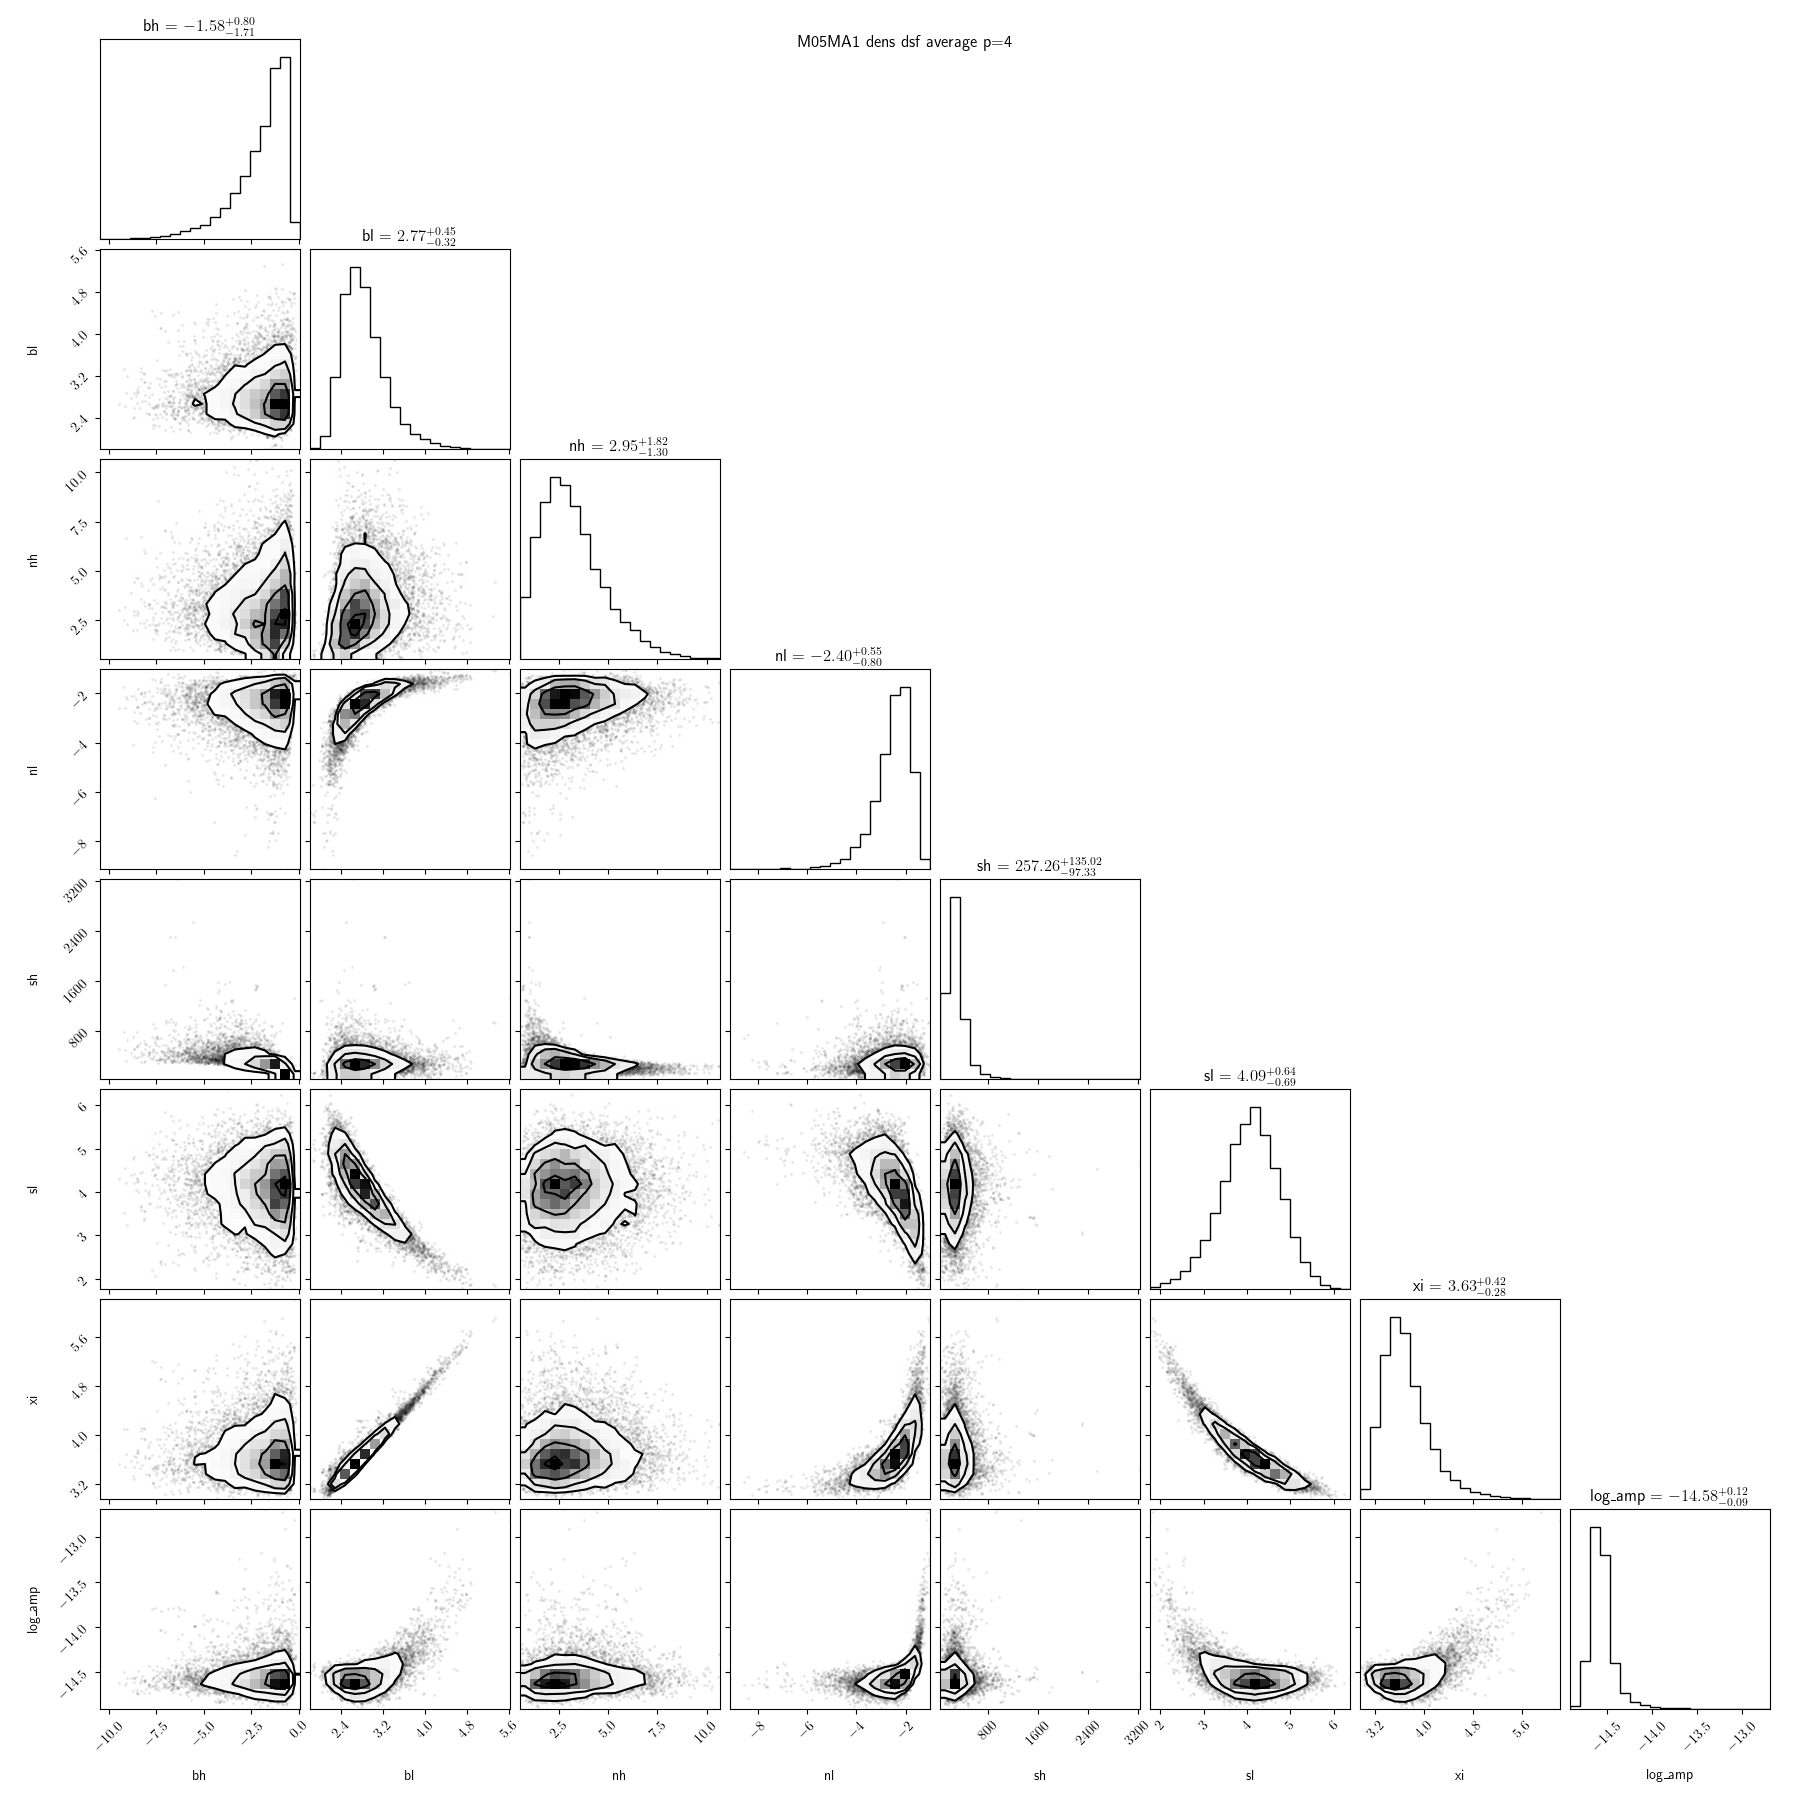 M05MA1 dens dsf average p=4
bh = −1.58 +0.80 −1.71
bl = 2.77 +0.45 −0.32
nh = 2.95 +1.82 −1.30
nl = −2.40 +0.55 −0.80
sh = 257.26 +135.02 −97.33
sl = 4.09 +0.64 −0.69
xi = 3.63 +0.42 −0.28
log_amp = −14.58 +0.12 −0.09
5.6
4.8
4.0
3.2
2.4
bl
10.0
7.5
5.0
2.5
nh
−2
−4
−6
−8
nl
3200
2400
1600
800
sh
6
5
4
3
2
sl
5.6
4.8
4.0
3.2
xi
−13.0
−13.5
−14.0
−14.5
log_amp
−10.0 −7.5 −5.0 −2.5 0.0 2.4 3.2 4.0 4.8 5.6 2.5 5.0 7.5 10.0 −8 −6 −4 −2 800 1600 2400 3200 2 3 4 5 6 3.2 4.0 4.8 5.6 −14.5 −14.0 −13.5 −13.0
bh bl nh nl sh sl xi log_amp